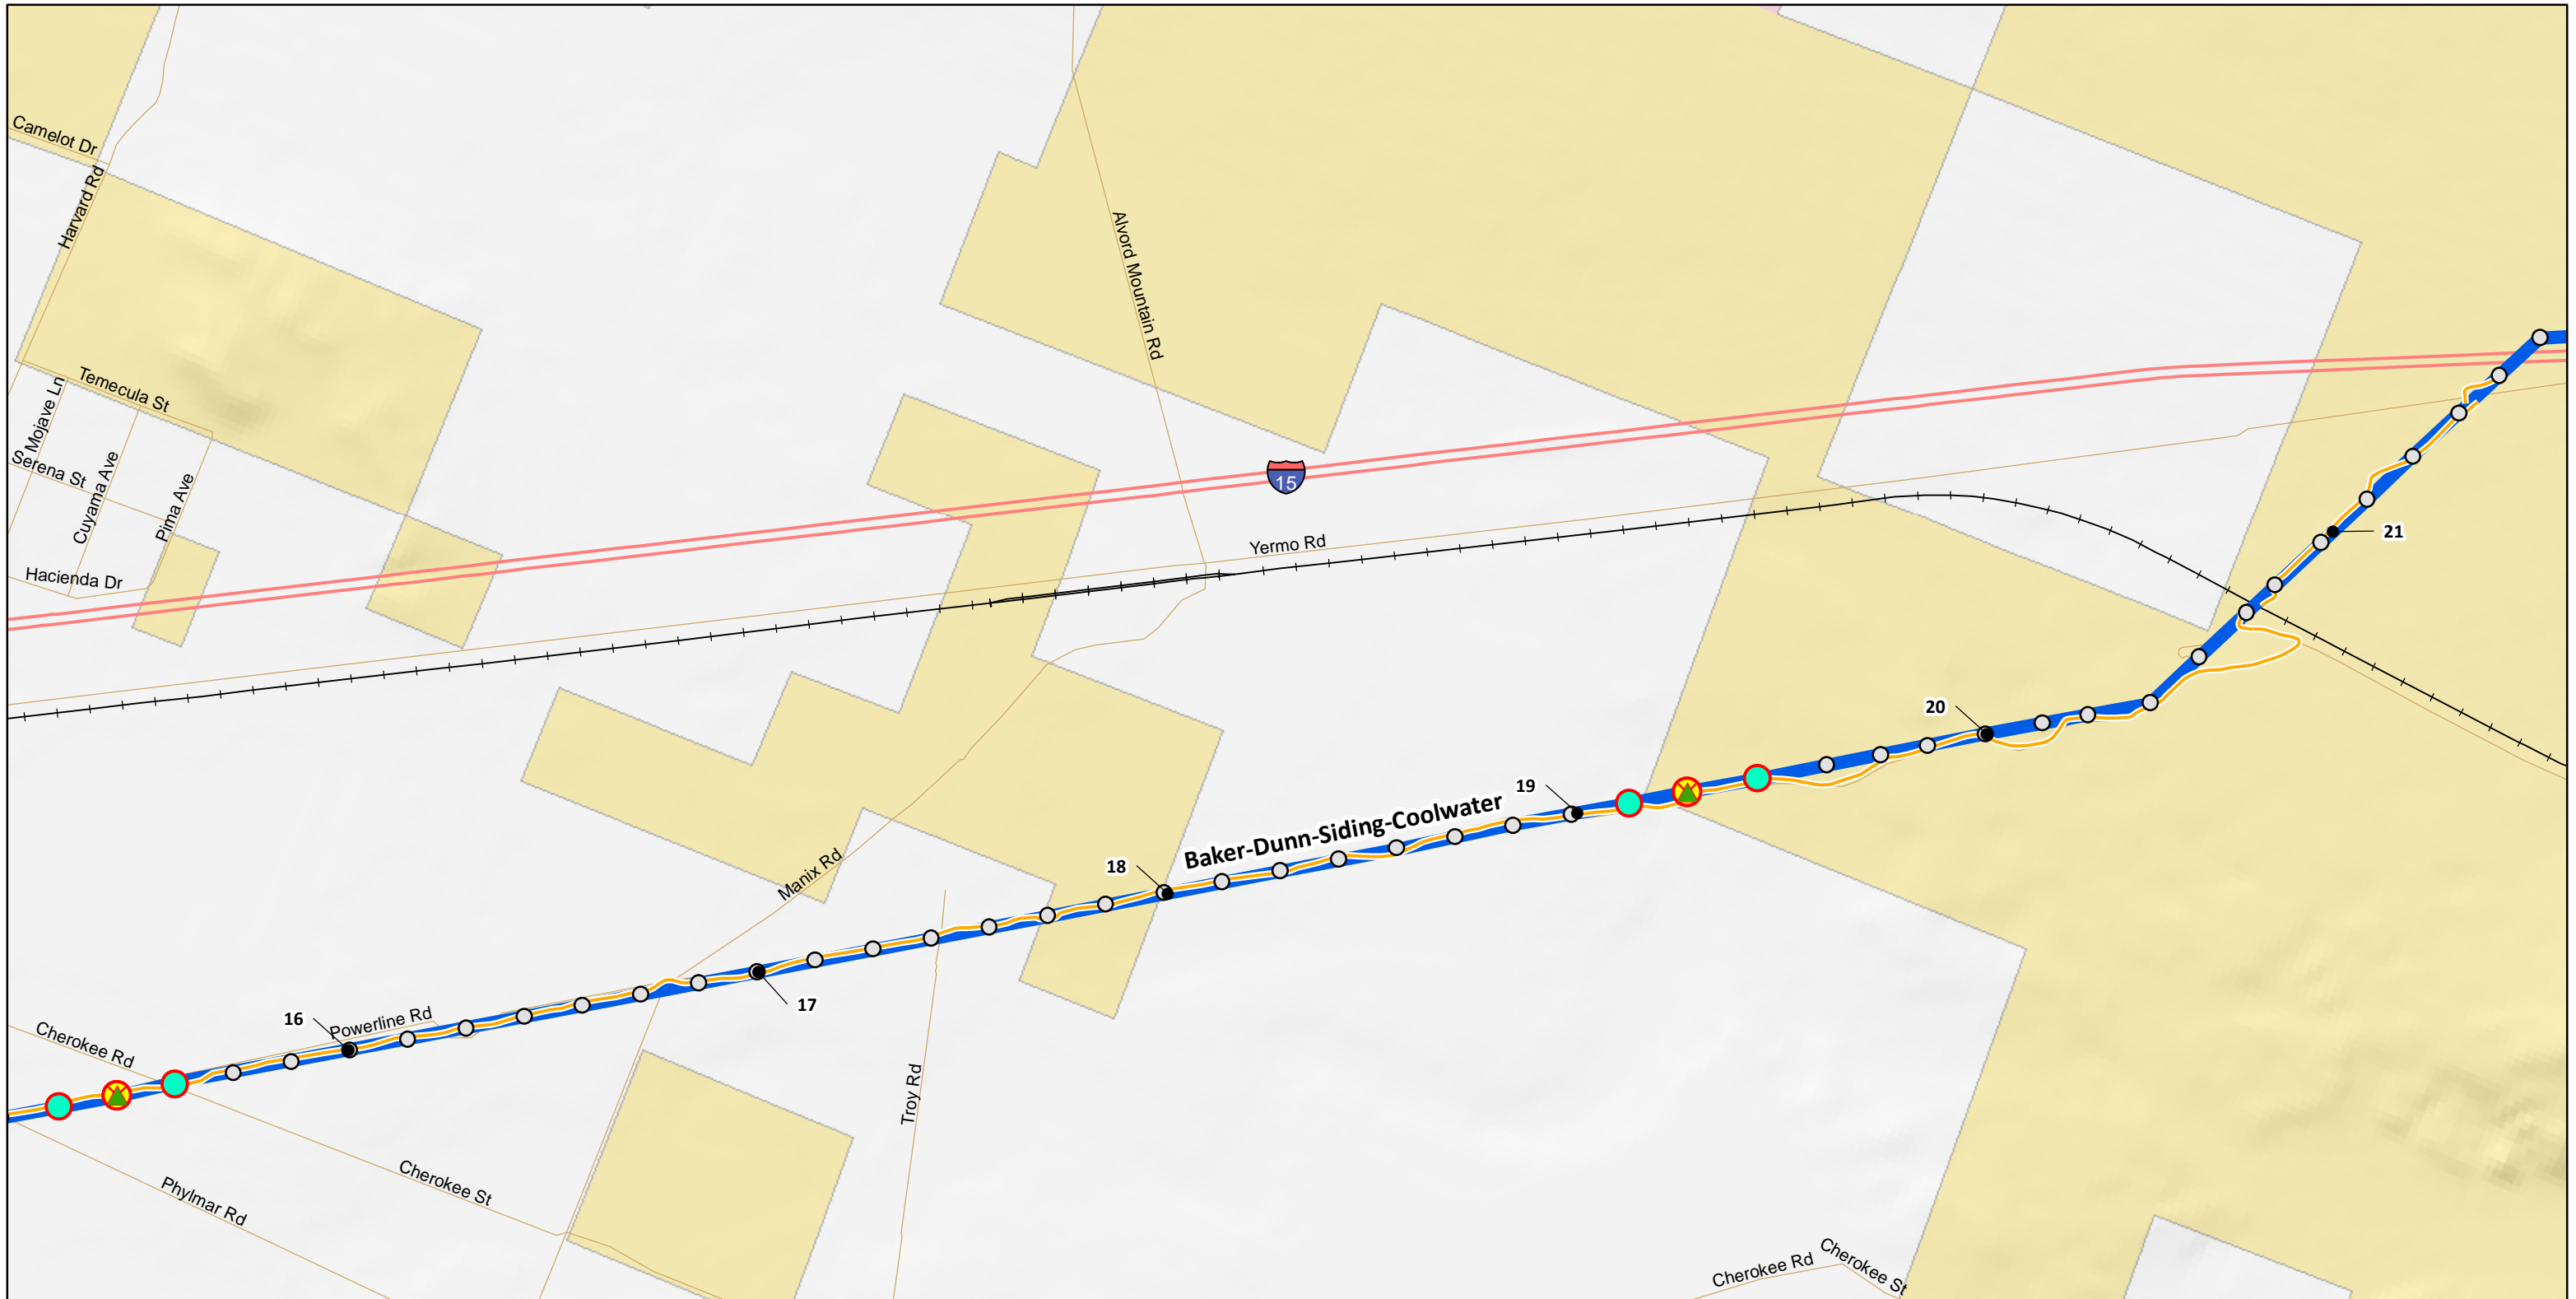 Camelot Dr
Harvard Rd
Alvord Mountain Rd
Temecula St
Mojave Ln
Serena St
Cuyama Ave
Pima Ave
Hacienda Dr
15
Yermo Rd
21
20
19
Baker-Dunn-Siding-Coolwater
18
Manix Rd
17
16
Powerline Rd
Cherokee Rd
Troy Rd
Cherokee St
Phylmar Rd
Cherokee Rd
Cherokee St